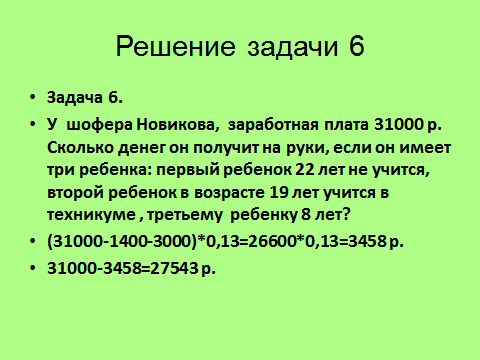 Решение задачи 6
• Задача 6.
• У шофера Новикова, заработная плата 31000 р.
Сколько денег он получит на руки, если он имеет
три ребенка: первый ребенок 22 лет не учится,
второй ребенок в возрасте 19 лет учится в
техникуме , третьему ребенку 8 лет?
• (31000-1400-3000)*0,13=26600*0,13=3458 р.
• 31000-3458=27543 р.